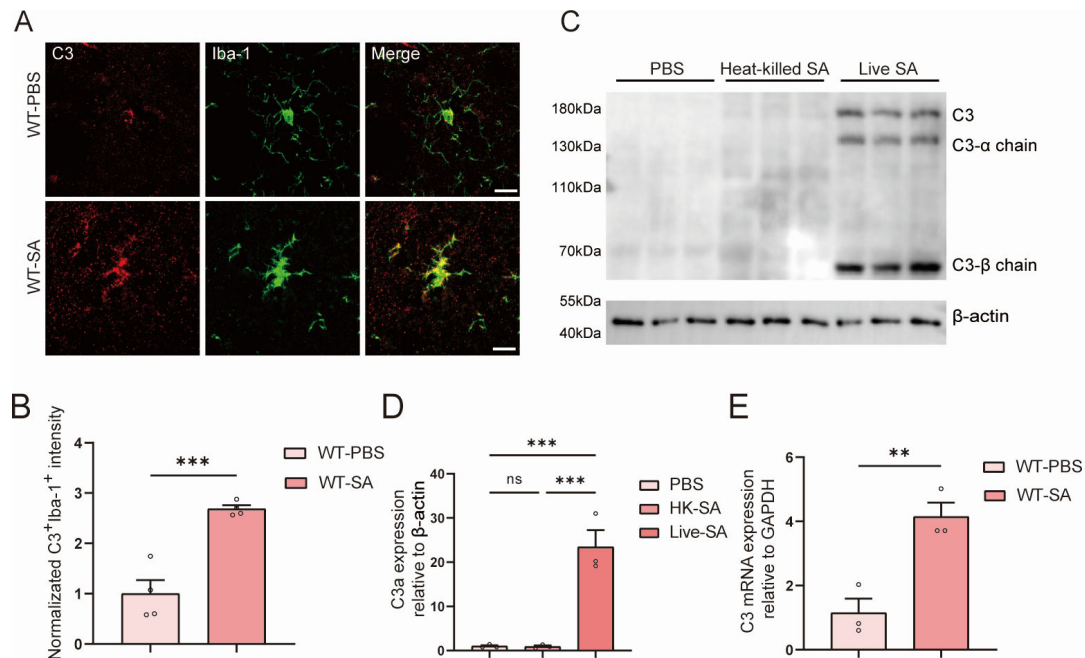 A
C3
Iba-1
Merge
WT-PBS
WT-SA
C
PBS
Heat-killed SA
Live SA
180kDa
130kDa
110kDa
70kDa
55kDa
40kDa
C3
C3-α chain
C3-β chain
β-actin
B
Normalizated C3+Iba-1+ intensity
4
3
2
1
0
***
WT-PBS
WT-SA
D
C3a expression
relative to β-actin
40
30
20
10
0
***
ns
***
PBS
HK-SA
Live-SA
E
C3 mRNA expression
relative to GAPDH
6
4
2
0
**
WT-PBS
WT-SA